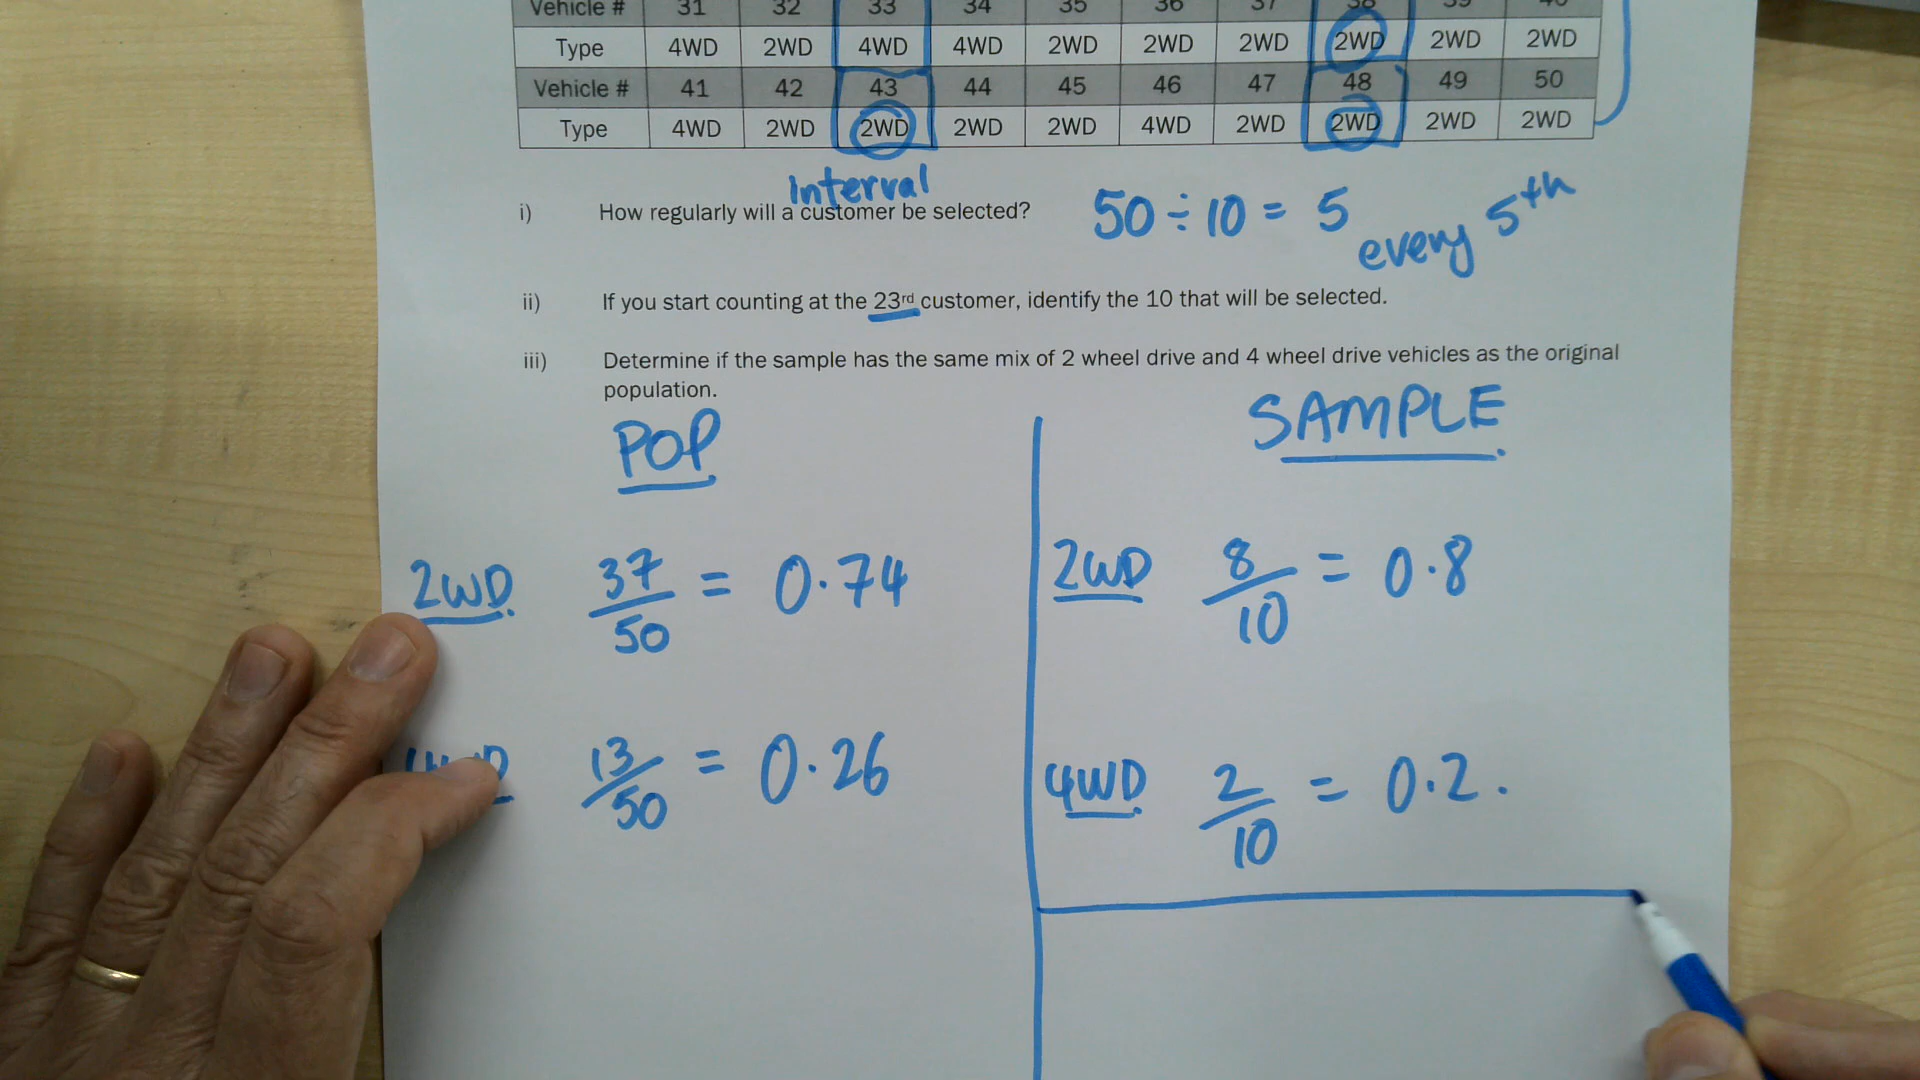 Vehicle # 31 32 33 34 35 36 37 38 39 40
Type 4WD 2WD 4WD 4WD 2WD 2WD 2WD 2WD 2WD 2WD
Vehicle # 41 42 43 44 45 46 47 48 49 50
Type 4WD 2WD 2WD 2WD 2WD 4WD 2WD 2WD 2WD 2WD
Interval
i) How regularly will a customer be selected? 50 ÷ 10 = 5
every 5th
ii) If you start counting at the 23rd customer, identify the 10 that will be selected.
iii) Determine if the sample has the same mix of 2 wheel drive and 4 wheel drive vehicles as the original
population.
POP
2WD 37/50 = 0.74
13/50 = 0.26
SAMPLE
2WD 8/10 = 0.8
4WD 2/10 = 0.2.